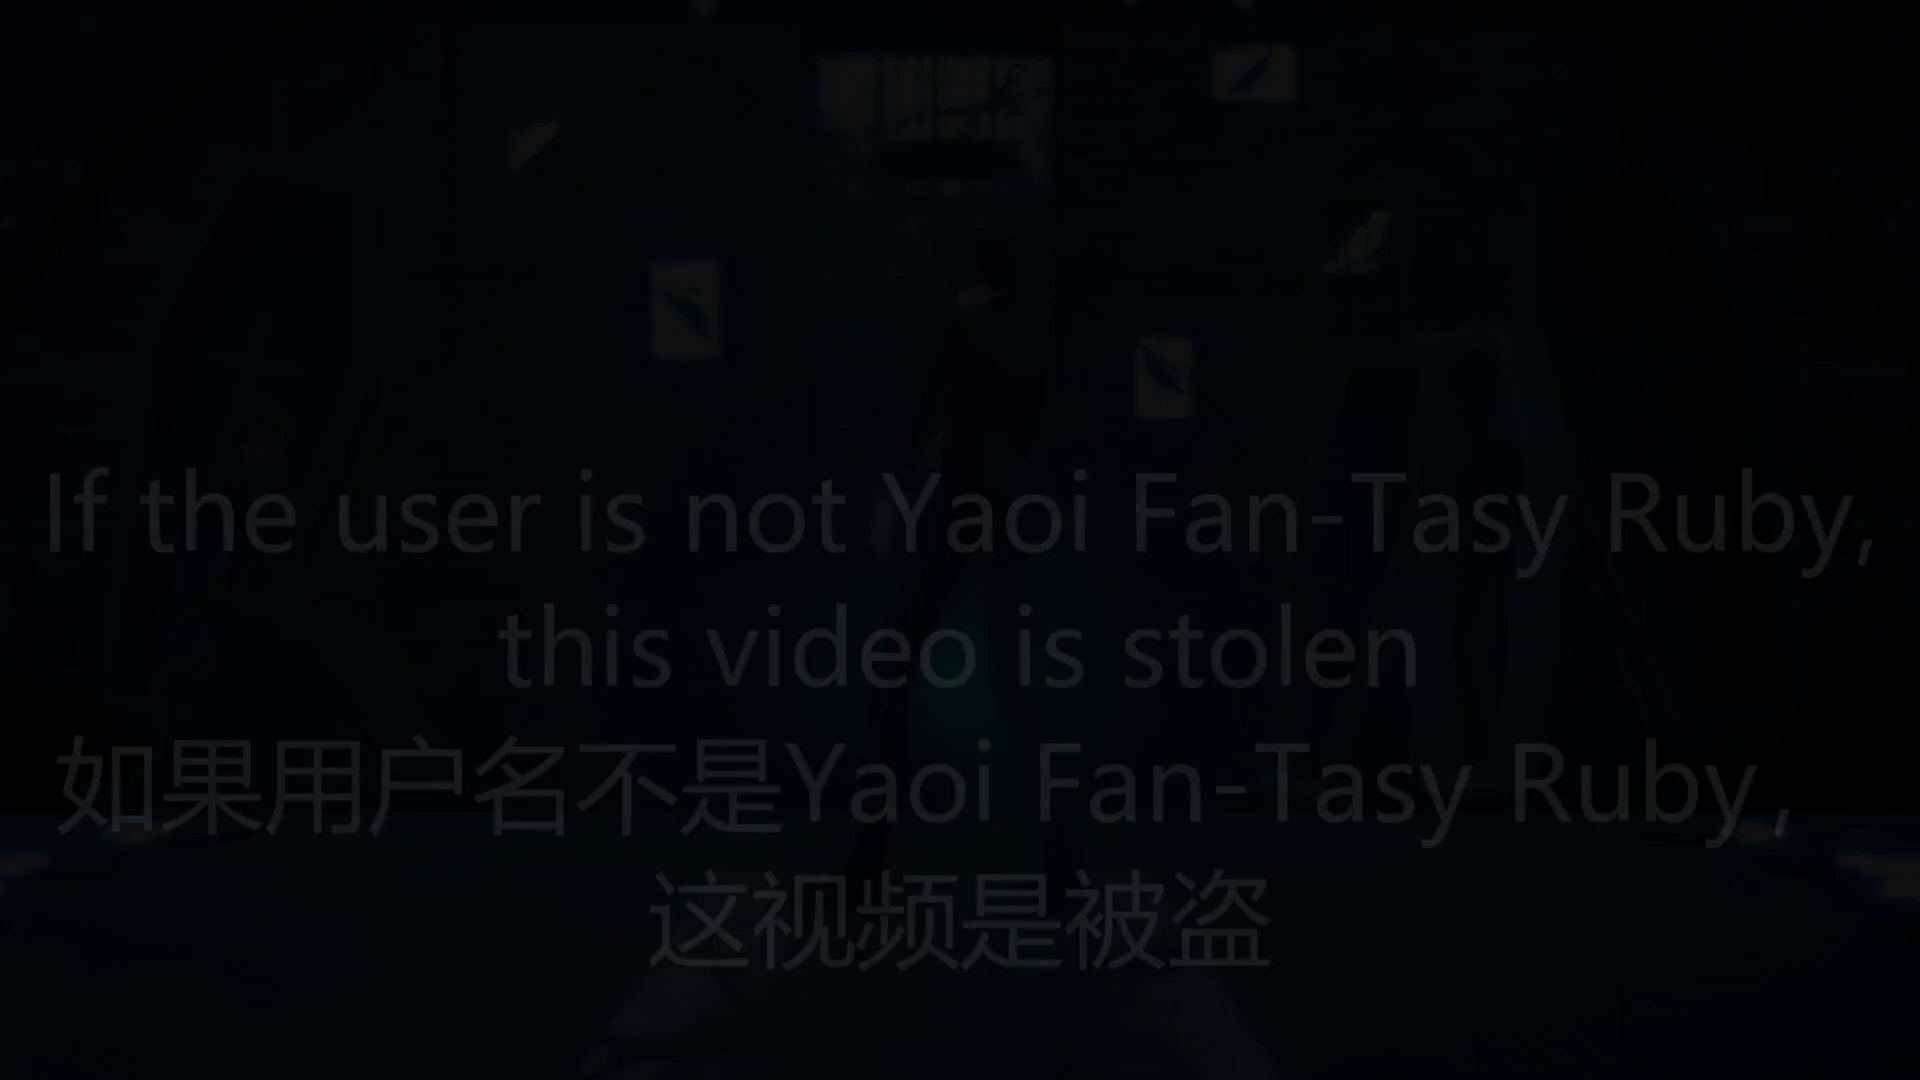 If the user is not Yaoi Fan-Tasy Ruby,
this video is stolen
如果用户名不是Yaoi Fan-Tasy Ruby，
这视频是被盗